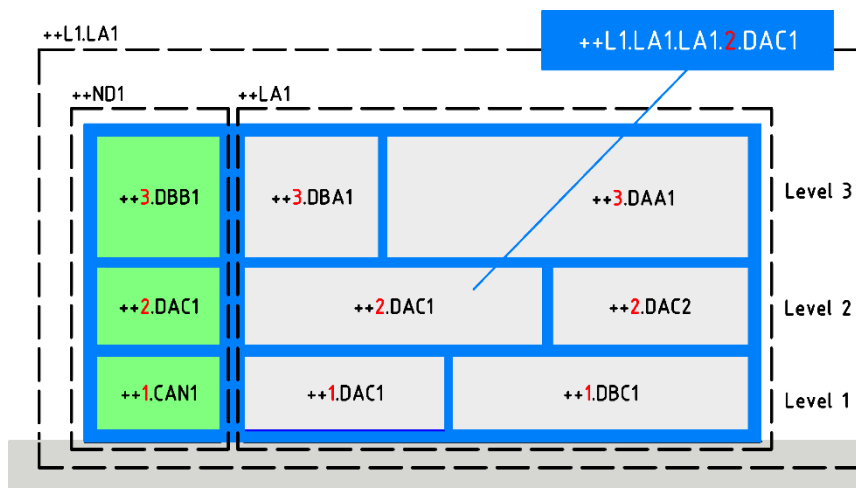 ++L1.LA1
++L1.LA1.LA1.2.DAC1
++ND1
++LA1
++3.DBB1
++3.DBA1
++3.DAA1
Level 3
++2.DAC1
++2.DAC1
++2.DAC2
Level 2
++1.CAN1
++1.DAC1
++1.DBC1
Level 1